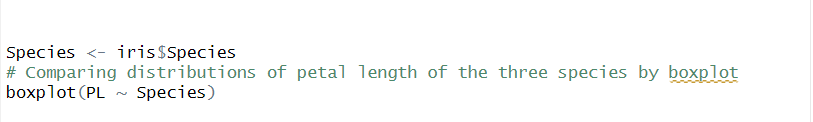 Species <- iris$Species
# Comparing distributions of petal length of the three species by boxplot
boxplot(PL ~ Species)